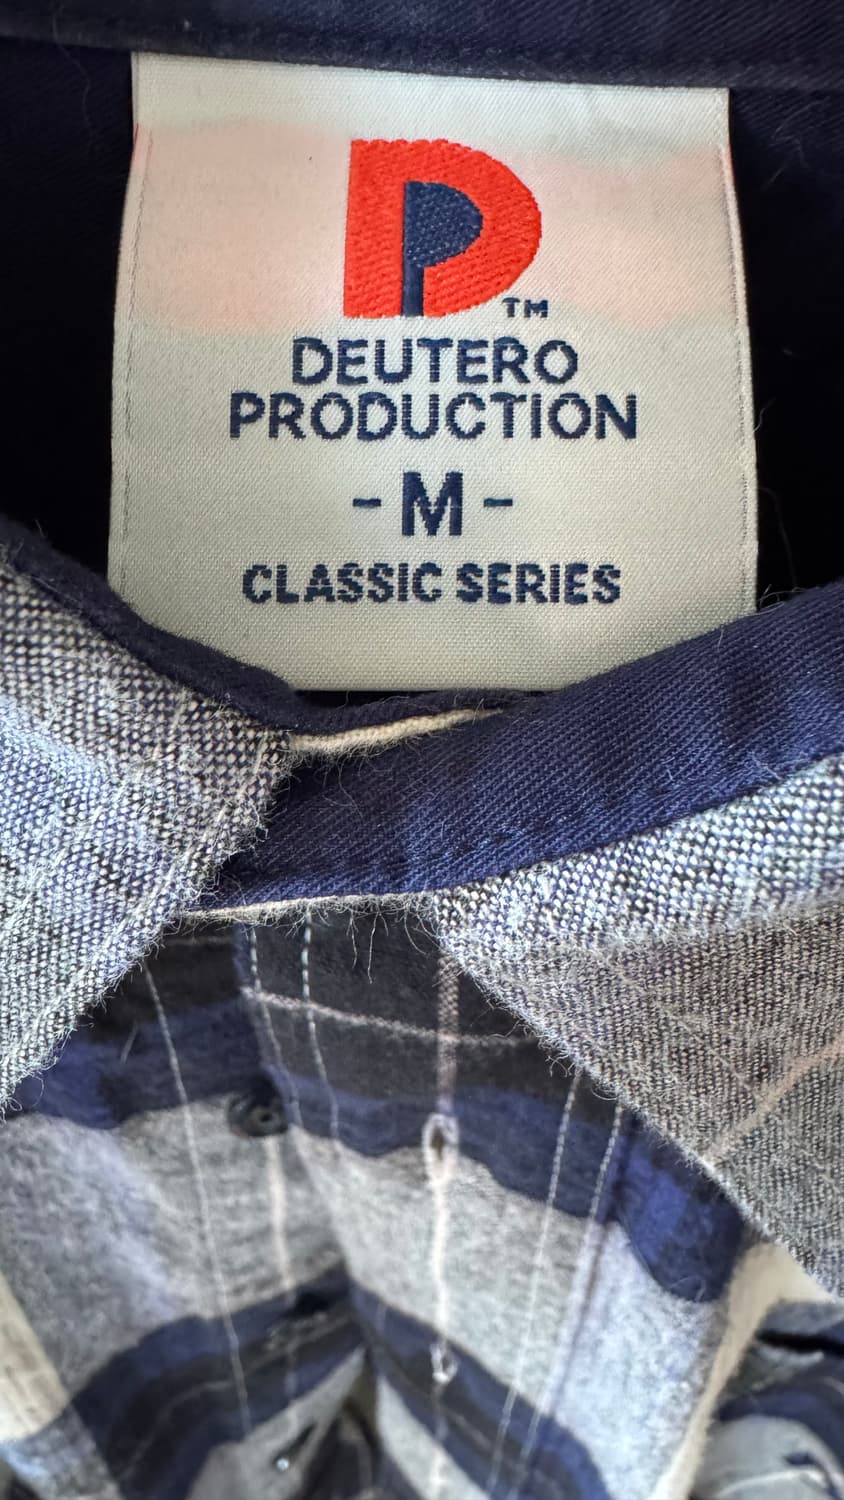 TM
DEUTERO
PRODUCTION
- M -
CLASSIC SERIES